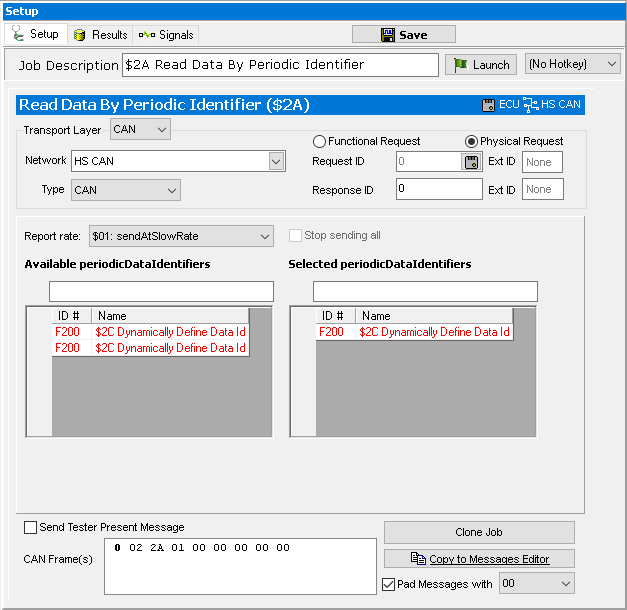 Setup
Setup Results Signals Save
Job Description $2A Read Data By Periodic Identifier Launch (No Hotkey)
Read Data By Periodic Identifier ($2A) ECU HS CAN
Transport Layer CAN
Functional Request Physical Request
Network HS CAN Request ID 0 Ext ID None
Type CAN Response ID 0 Ext ID None
Report rate: $01: sendAtSlowRate Stop sending all
Available periodicDataIdentifiers Selected periodicDataIdentifiers
ID # Name ID # Name
F200 $2C Dynamically Define Data Id F200 $2C Dynamically Define Data Id
F200 $2C Dynamically Define Data Id
Send Tester Present Message
Clone Job
CAN Frame(s) 0 02 2A 01 00 00 00 00 00
Copy to Messages Editor
Pad Messages with 00